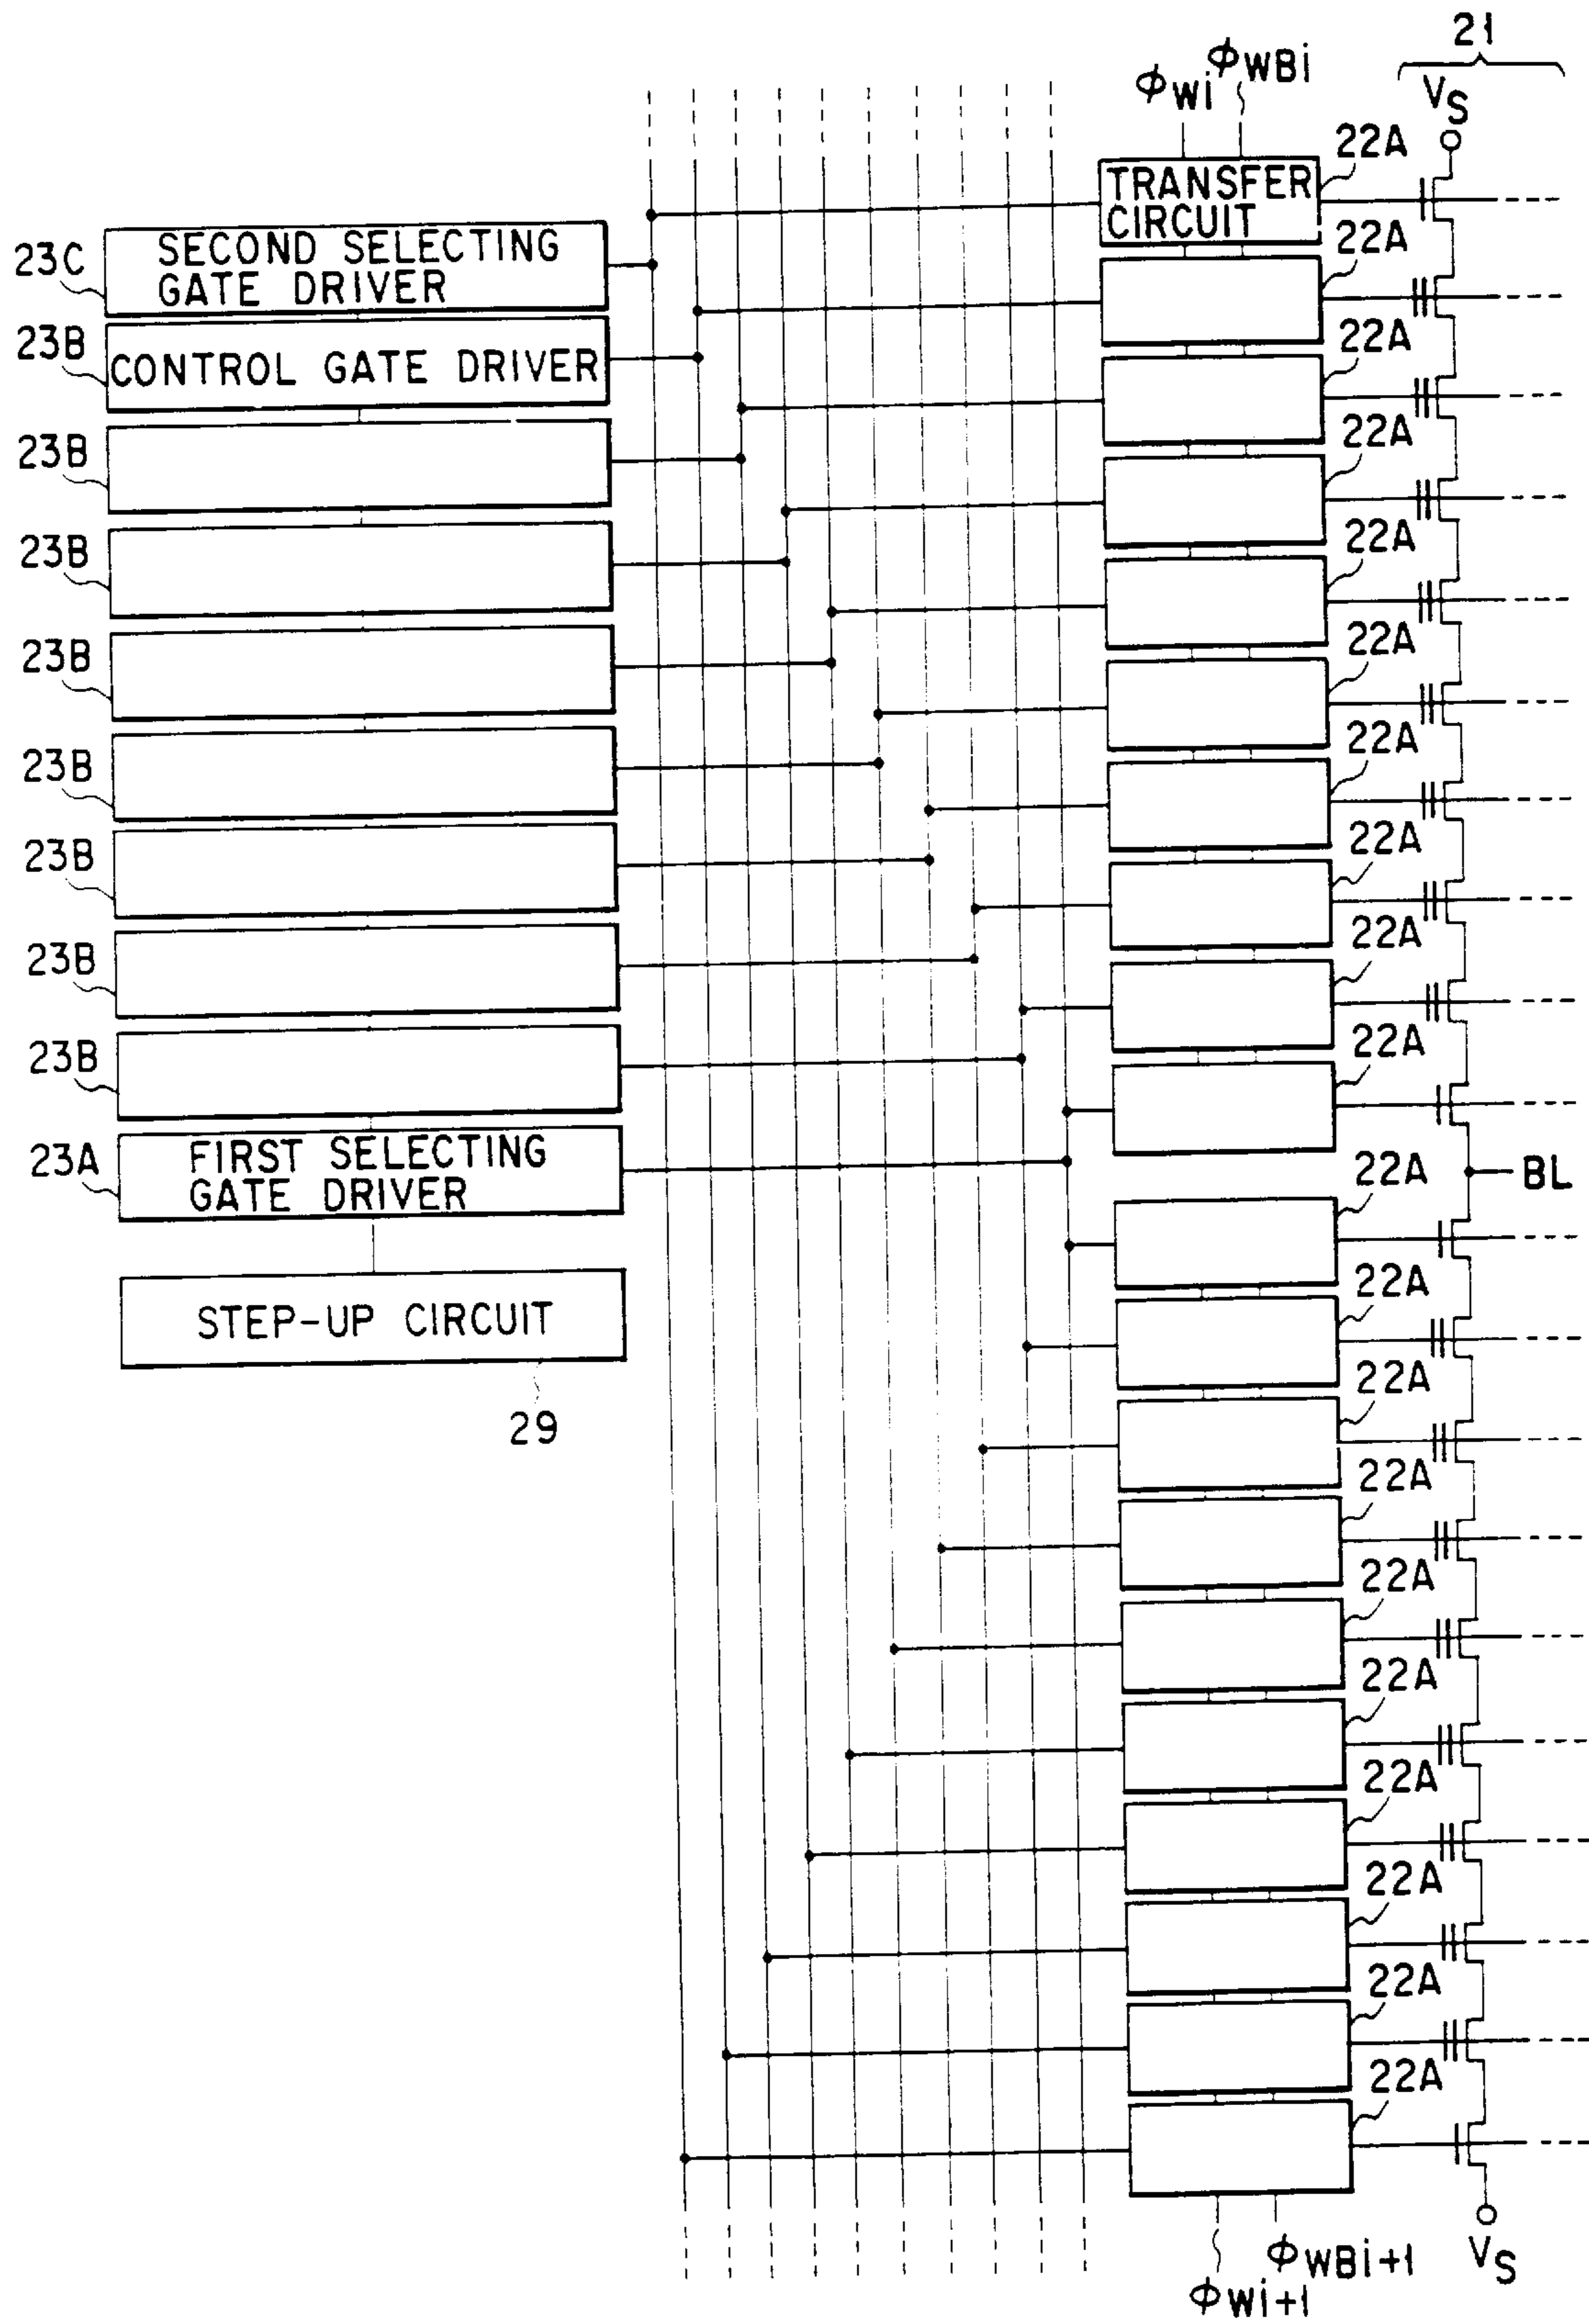 21
ϕWi ϕWBi VS
TRANSFER
CIRCUIT
22A
22A
22A
22A
22A
22A
22A
22A
22A
22A
23C
SECOND SELECTING
GATE DRIVER
23B
CONTROL GATE DRIVER
23B
23B
23B
23B
23B
23B
23B
23A
FIRST SELECTING
GATE DRIVER
BL
STEP-UP CIRCUIT
29
22A
22A
22A
22A
22A
22A
22A
22A
22A
22A
ϕWi+1 ϕWBi+1 VS